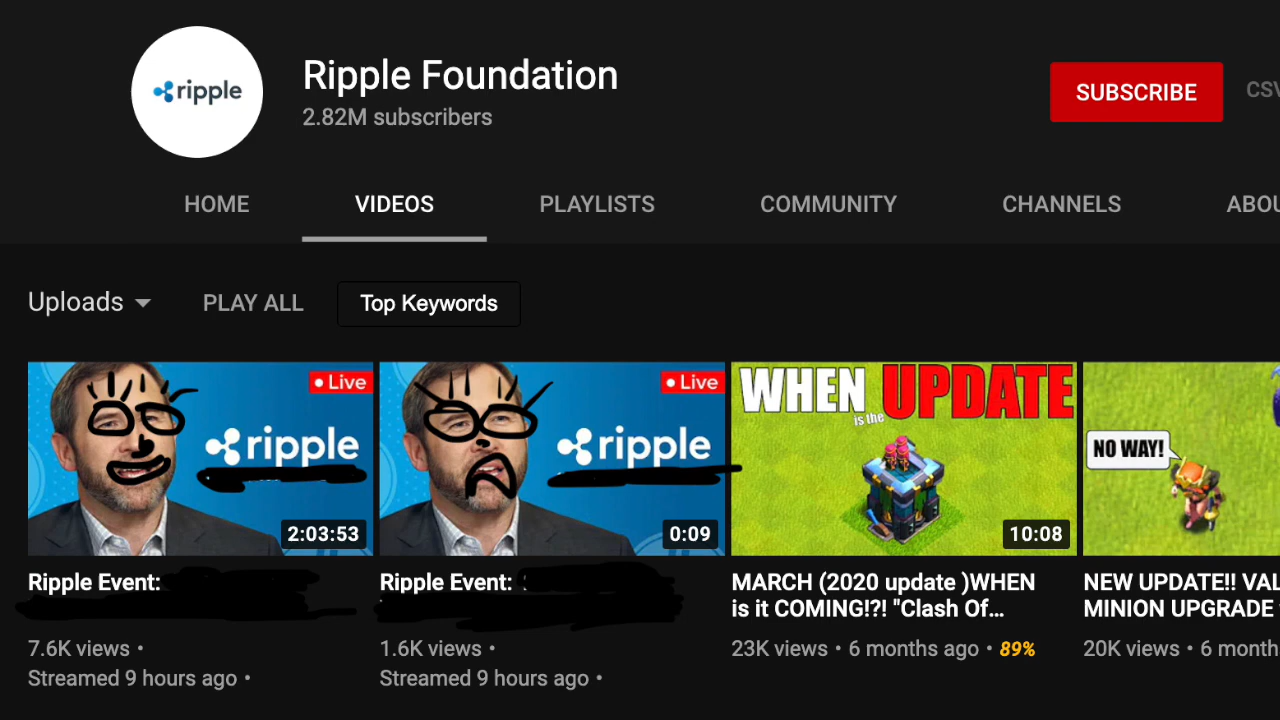 ripple
Ripple Foundation
2.82M subscribers
SUBSCRIBE
HOME
VIDEOS
PLAYLISTS
COMMUNITY
CHANNELS
Uploads
PLAY ALL
Top Keywords
Live
ripple
2:03:53
Live
ripple
0:09
WHEN
is the
UPDATE
10:08
NO WAY!
Ripple Event:
Ripple Event:
MARCH (2020 update )WHEN
is it COMING!?! "Clash Of...
NEW UPDATE!!
MINION UPGRADE
7.6K views •
Streamed 9 hours ago •
1.6K views •
Streamed 9 hours ago •
23K views • 6 months ago • 89%
20K views • 6